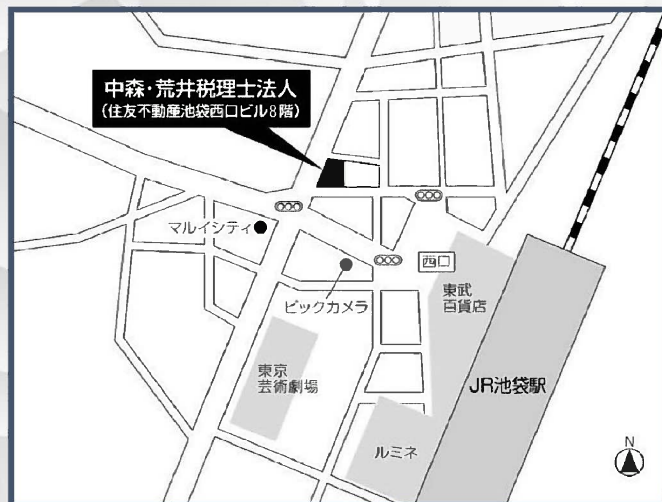 中森・荒井税理士法人
(住友不動産池袋西口ビル8階)
マルイシティ
西口
ビックカメラ
東武
百貨店
東京
芸術劇場
JR池袋駅
ルミネ
N